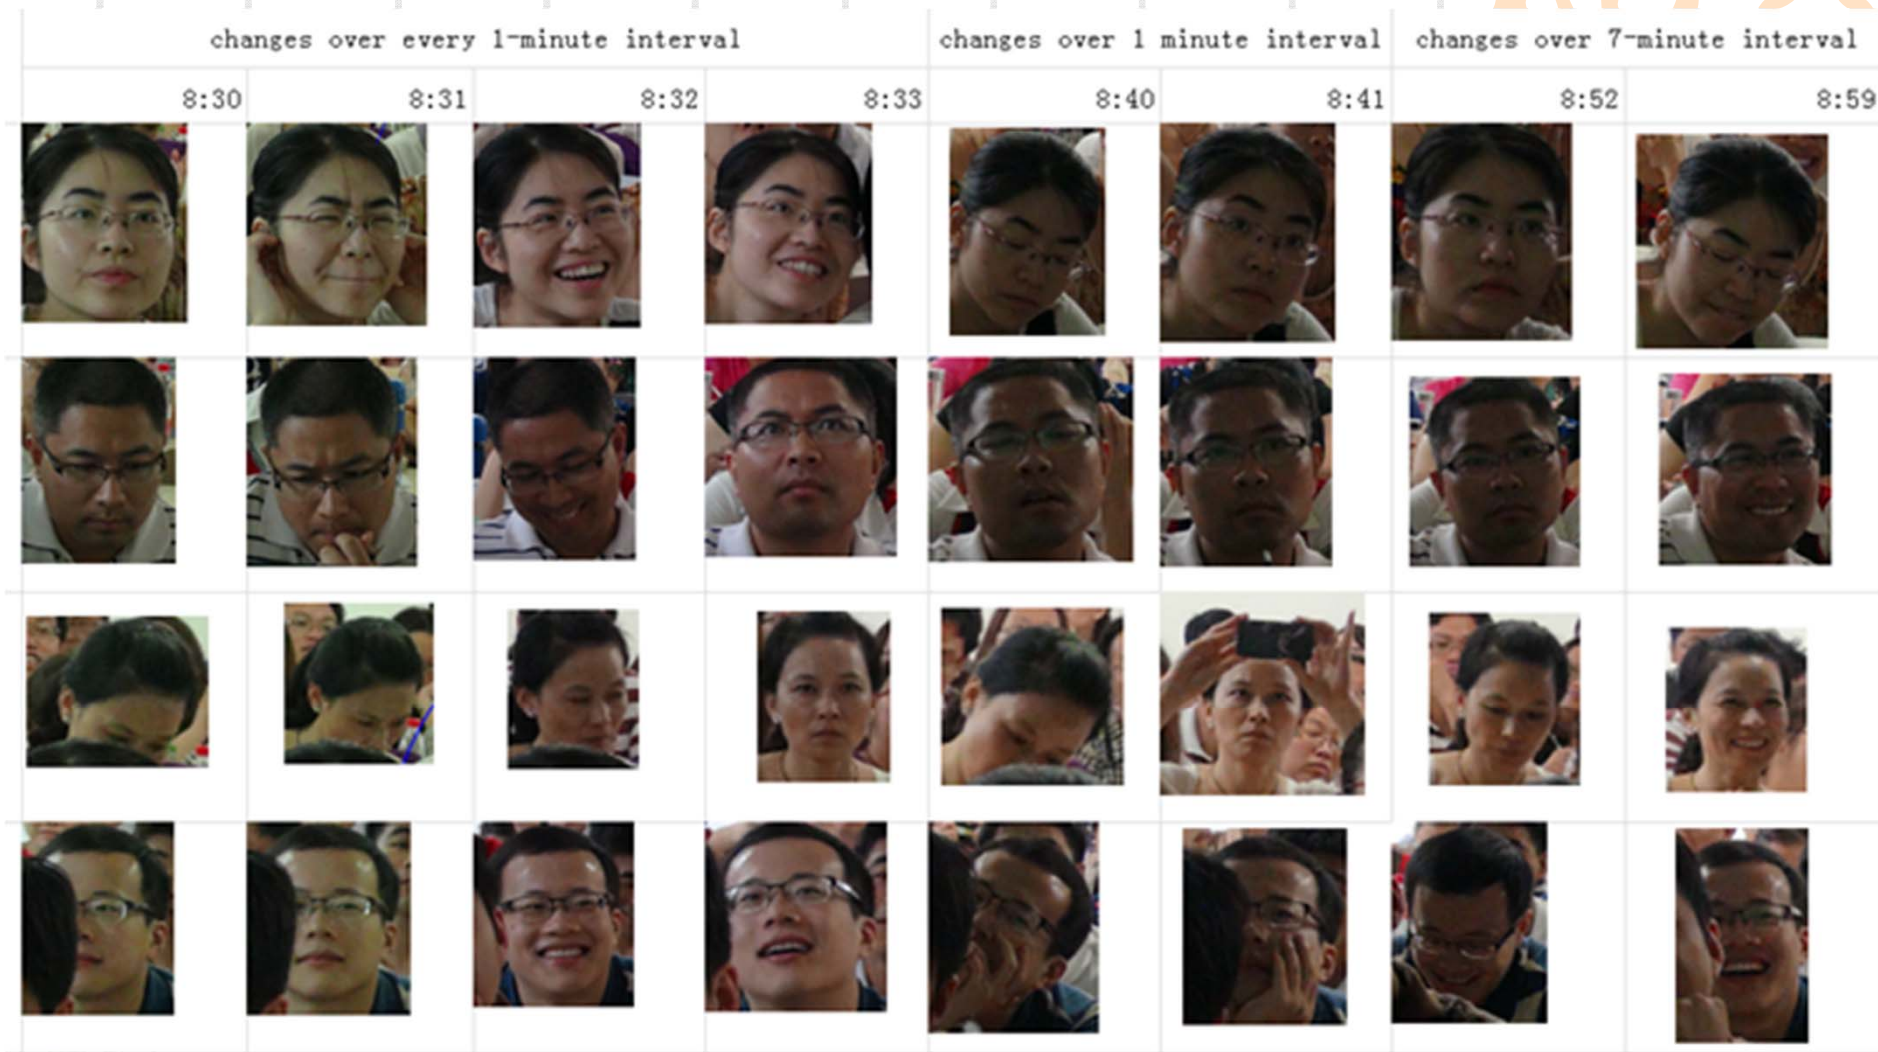 changes over every 1-minute interval changes over 1 minute interval changes over 7-minute interval
8:30 8:31 8:32 8:33 8:40 8:41 8:52 8:59